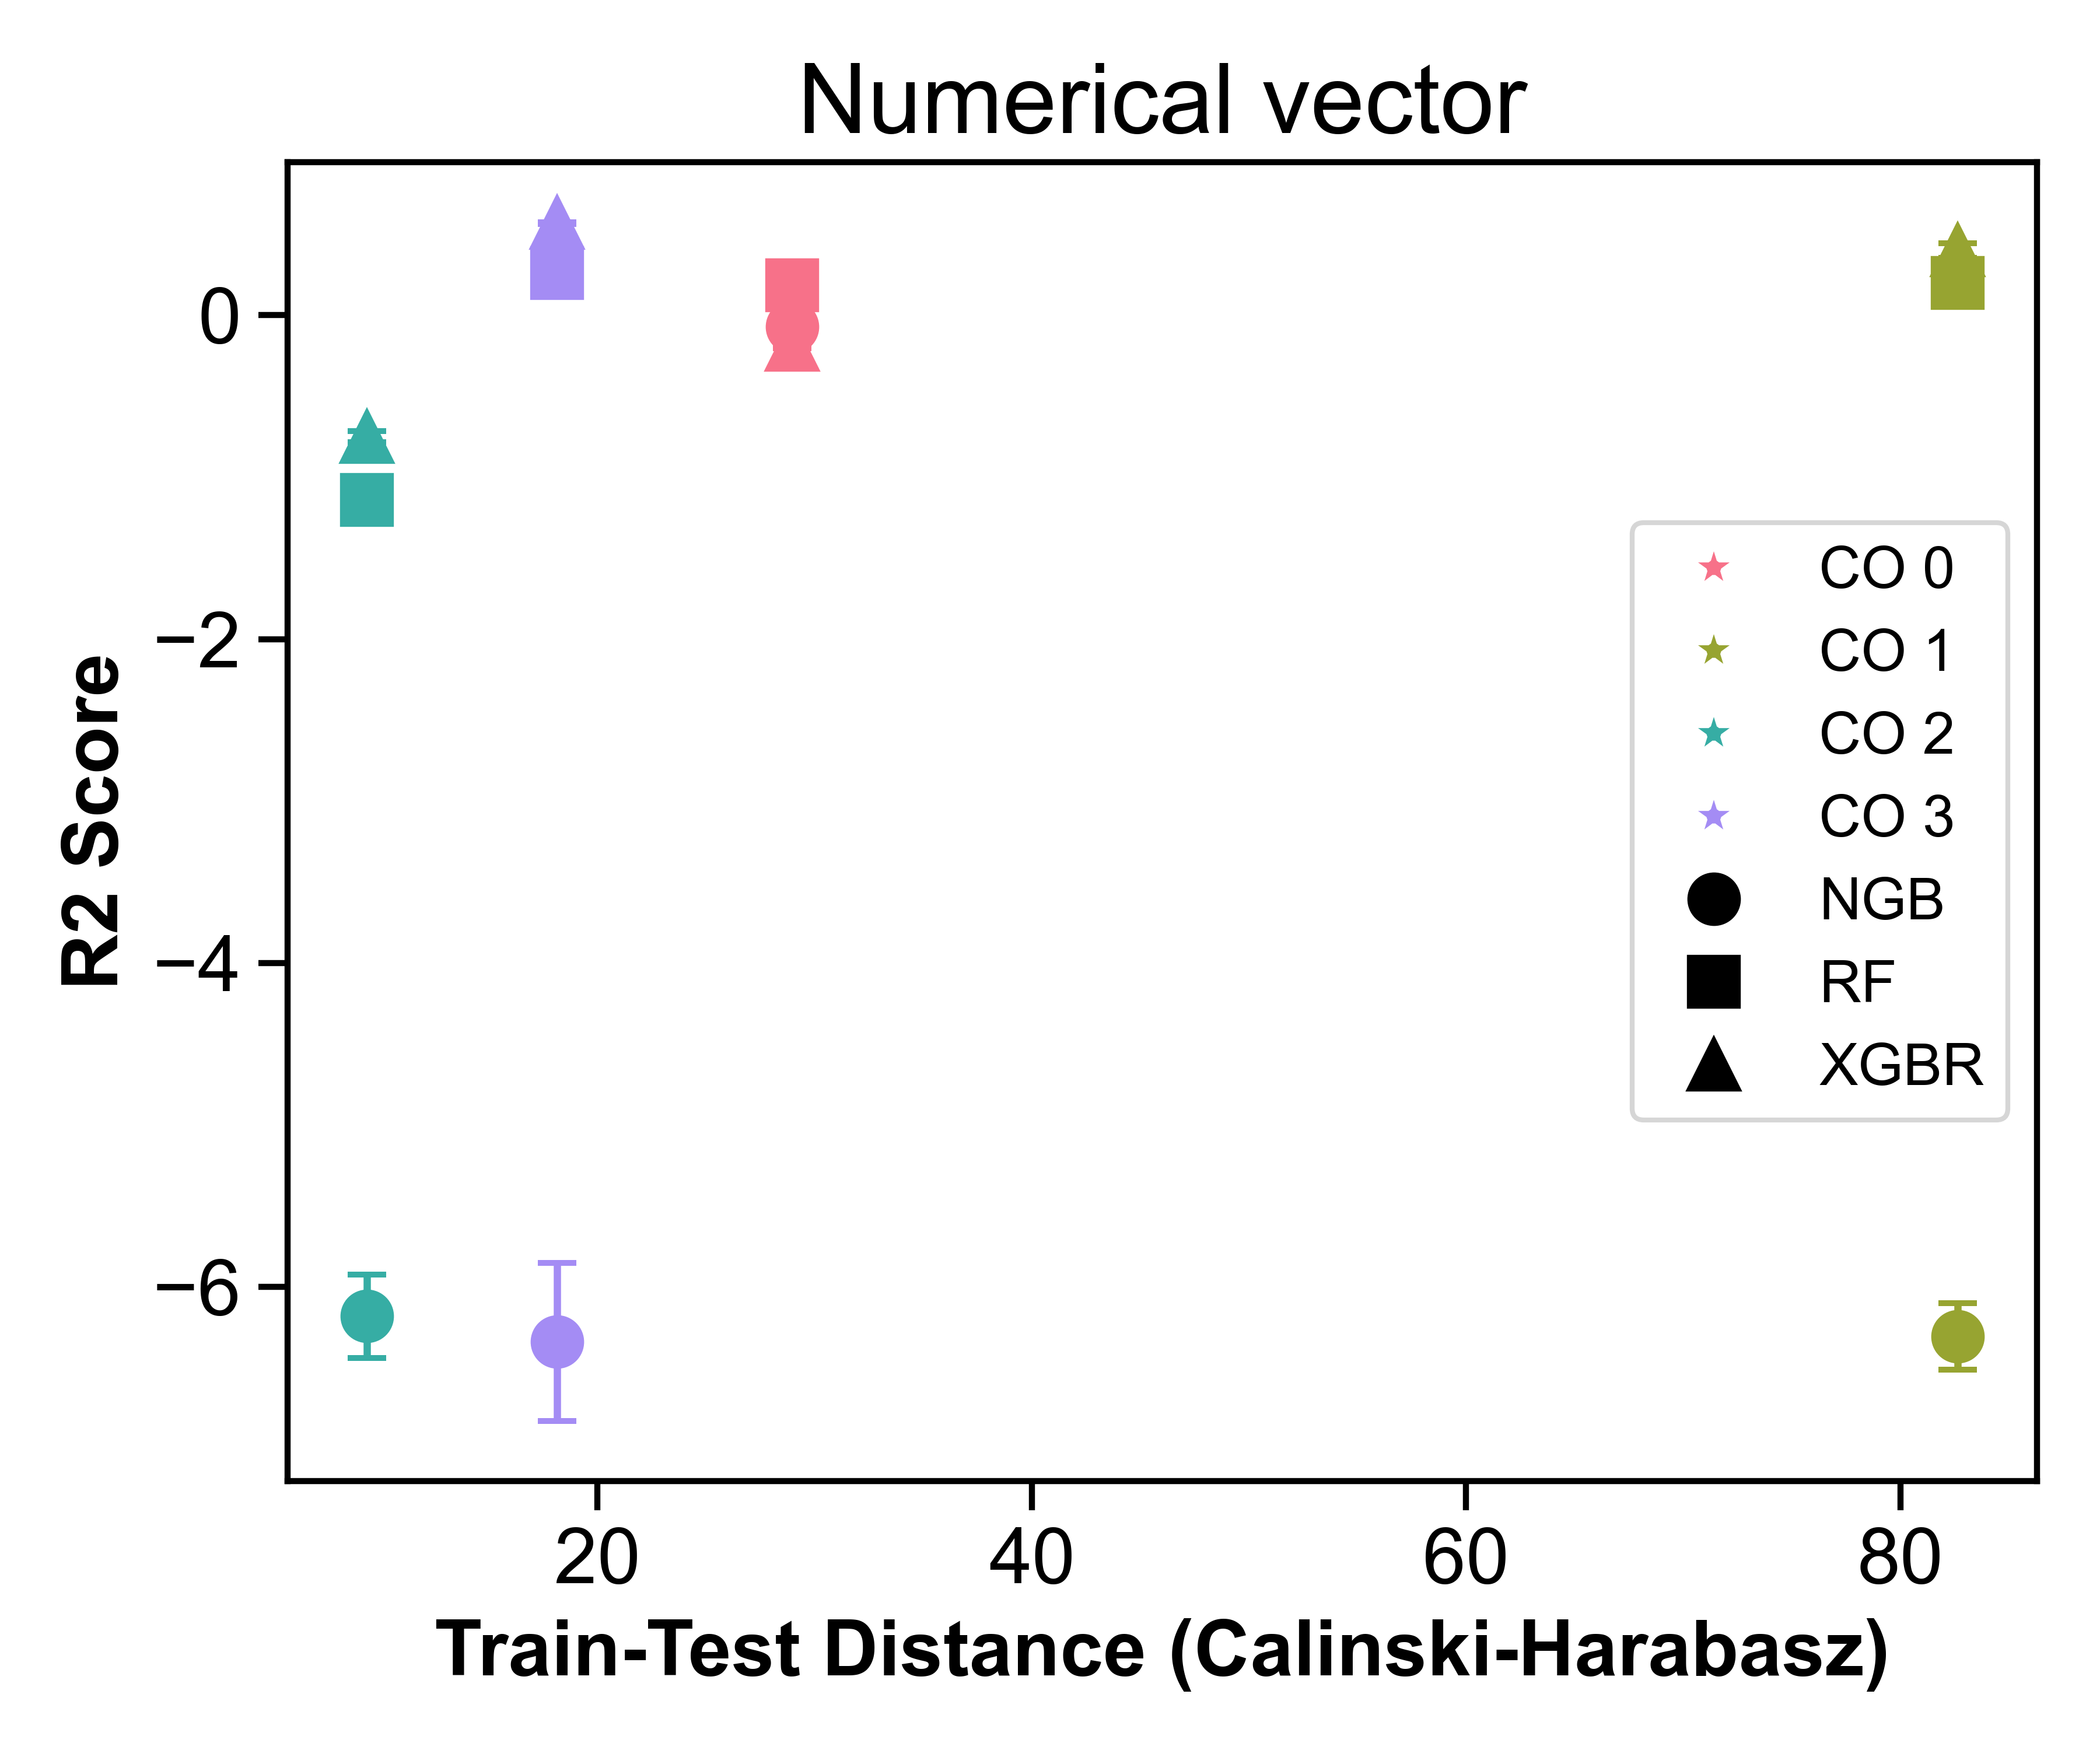 Numerical vector
R2 Score
0
−2
−4
−6
CO 0
CO 1
CO 2
CO 3
NGB
RF
XGBR
20 40 60 80
Train-Test Distance (Calinski-Harabasz)